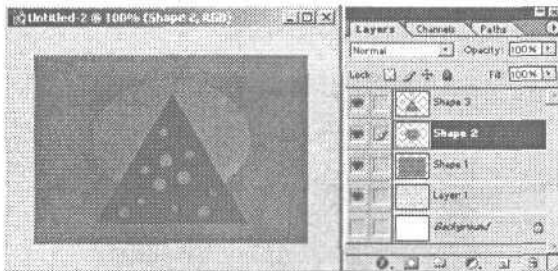 Untitled-2 @ 100% (Shape 2, RGB)
Layers Channels Paths
Normal Opacity: 100%
Lock: Fill: 100%
Shape 3
Shape 2
Shape 1
Layer 1
Background